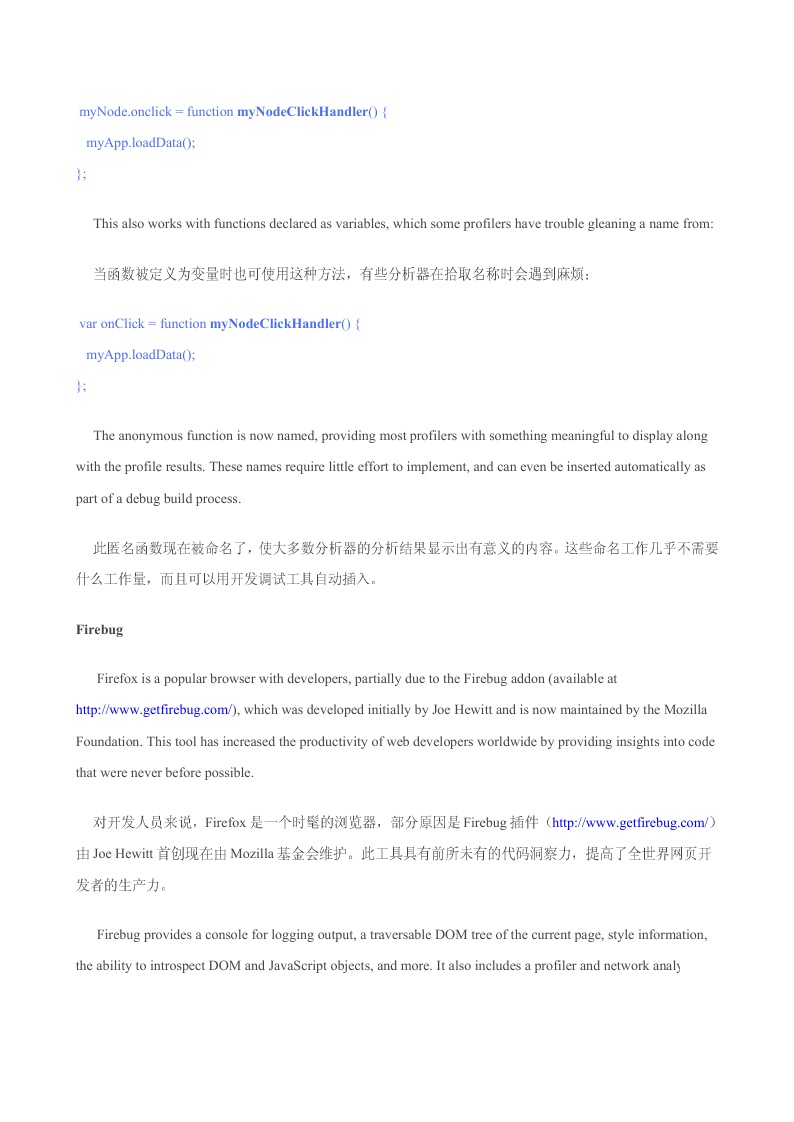 myNode.onclick = function myNodeClickHandler() {
myApp.loadData();
};
This also works with functions declared as variables, which some profilers have trouble gleaning a name from:
当函数被定义为变量时也可使用这种方法，有些分析器在拾取名称时会遇到麻烦：
var onClick = function myNodeClickHandler() {
myApp.loadData();
};
The anonymous function is now named, providing most profilers with something meaningful to display along
with the profile results. These names require little effort to implement, and can even be inserted automatically as
part of a debug build process.
此匿名函数现在被命名了，使大多数分析器的分析结果显示出有意义的内容。这些命名工作几乎不需要
什么工作量，而且可以用开发调试工具自动插入。
Firebug
Firefox is a popular browser with developers, partially due to the Firebug addon (available at
http://www.getfirebug.com/), which was developed initially by Joe Hewitt and is now maintained by the Mozilla
Foundation. This tool has increased the productivity of web developers worldwide by providing insights into code
that were never before possible.
对开发人员来说，Firefox 是一个时髦的浏览器，部分原因是 Firebug 插件（http://www.getfirebug.com/）
由 Joe Hewitt 首创现在由 Mozilla 基金会维护。此工具具有前所未有的代码洞察力，提高了全世界网页开
发者的生产力。
Firebug provides a console for logging output, a traversable DOM tree of the current page, style information,
the ability to introspect DOM and JavaScript objects, and more. It also includes a profiler and network analy